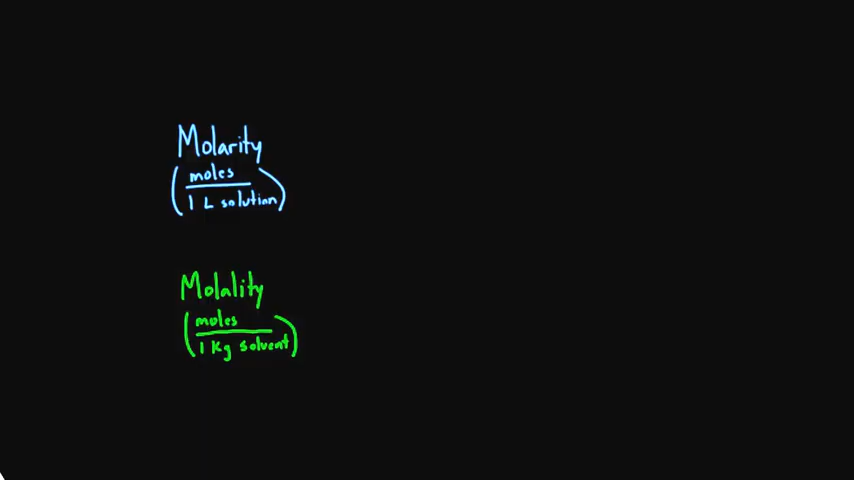 Molarity
(moles
1 L solution)
Molality
(moles
1 Kg solvent)